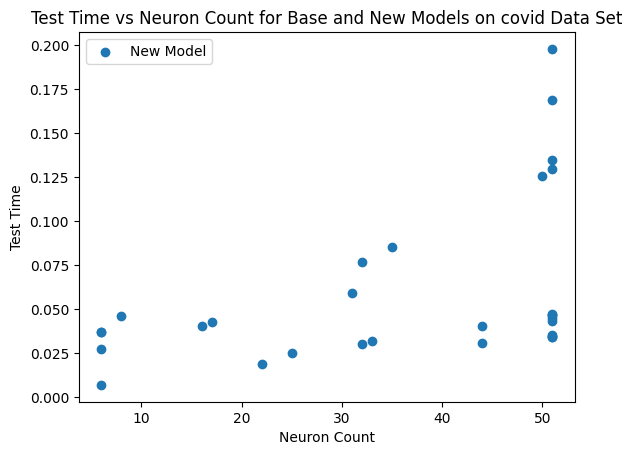 Test Time vs Neuron Count for Base and New Models on covid Data Set
New Model
0.200
0.175
0.150
0.125
0.100
0.075
0.050
0.025
0.000
Test Time
10 20 30 40 50
Neuron Count